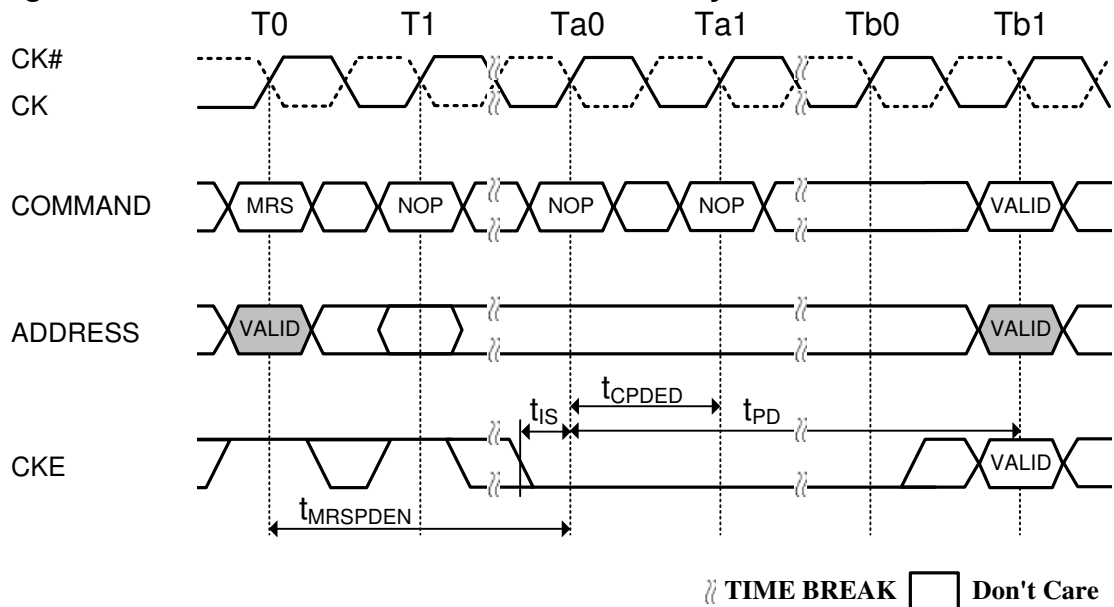 T0 T1 Ta0 Ta1 Tb0 Tb1
CK#
CK
COMMAND MRS NOP NOP NOP VALID
ADDRESS VALID VALID
tCPDED
tIS tPD
CKE VALID
tMRSPDEN
TIME BREAK Don't Care